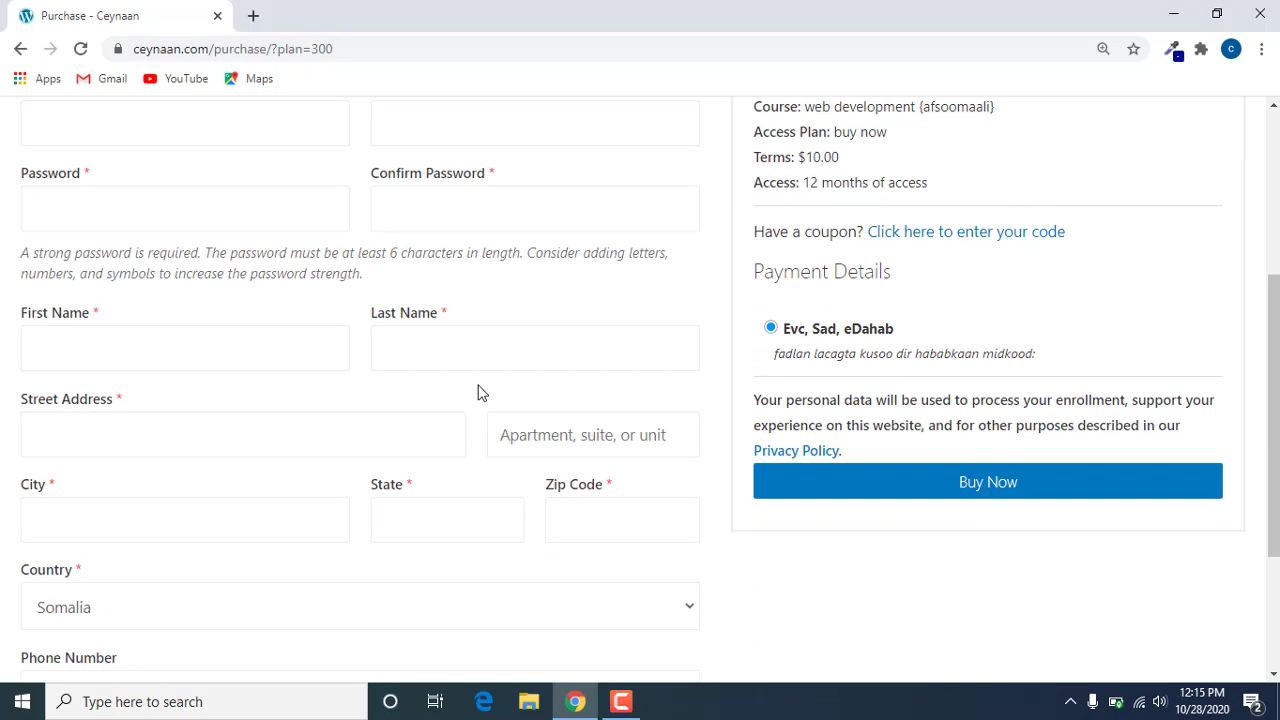 Purchase - Ceynaan
ceynaan.com/purchase/?plan=300
c
Apps
Gmail
YouTube
Maps
Password *
Confirm Password *
A strong password is required. The password must be at least 6 characters in length. Consider adding letters,
numbers, and symbols to increase the password strength.
First Name *
Last Name *
Street Address *
Apartment, suite, or unit
City *
State *
Zip Code *
Country *
Somalia
Phone Number
Course: web development {afsoomaali}
Access Plan: buy now
Terms: $10.00
Access: 12 months of access
Have a coupon? Click here to enter your code
Payment Details
Evc, Sad, eDahab
fadlan lacagta kusoo dir hababkaan midkood:
Your personal data will be used to process your enrollment, support your
experience on this website, and for other purposes described in our
Privacy Policy.
Buy Now
Type here to search
12:15 PM
10/28/2020
2